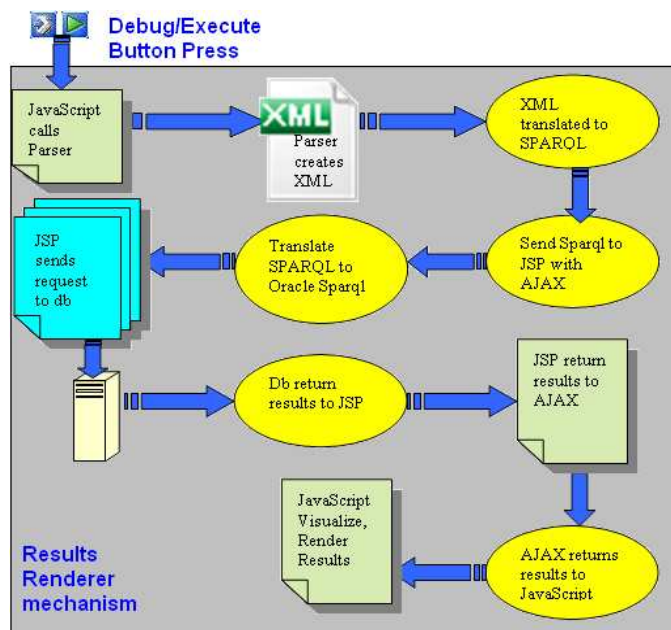 Debug/Execute
Button Press
JavaScript
calls
Parser
XML
Parser
creates
XML
XML
translated to
SPARQL
Send Sparql to
JSP with
AJAX
Translate
SPARQL to
Oracle Sparql
JSP
sends
request
to db
Db return
results to JSP
JSP return
results to
AJAX
AJAX returns
results to
JavaScript
JavaScript
Visualize,
Render
Results
Results
Renderer
mechanism